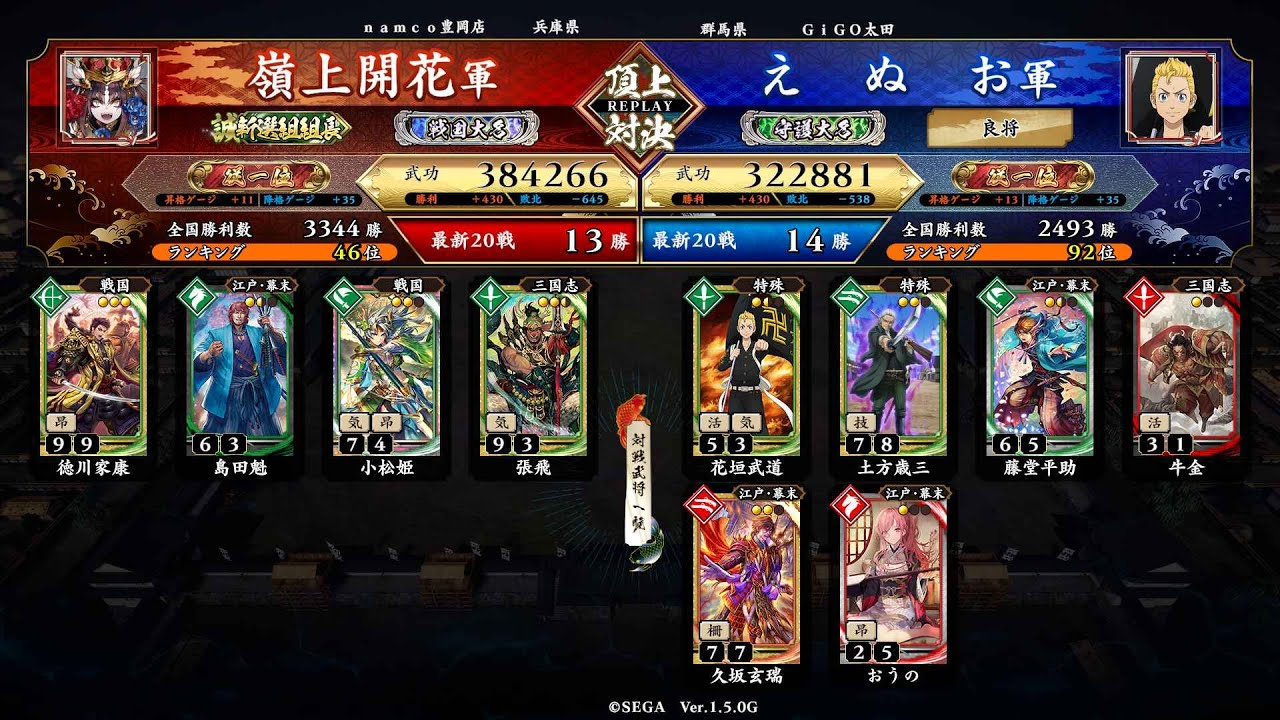 namco豊岡店 兵庫県
群馬県 GiGO太田
嶺上開花軍
頂上
REPLAY
対決
えぬお軍
誠新選組組長
戦国大名
守護大名
良将
従一位
武功 384266
武功 322881
従一位
昇格ゲージ +11 降格ゲージ +35
勝利 +430 敗北 -645
勝利 +430 敗北 -538
昇格ゲージ +13 降格ゲージ +35
全国勝利数 3344勝
最新20戦 13勝
最新20戦 14勝
全国勝利数 2493勝
ランキング 46位
ランキング 92位
戦国
昴
9 9
徳川家康
江戸・幕末
6 3
島田魁
戦国
気 昴
7 4
小松姫
三国志
気
9 3
張飛
対戦武将一覧
特殊
卍
活 気
5 3
花垣武道
特殊
技
7 8
土方歳三
江戸・幕末
6 5
藤堂平助
三国志
活
3 1
牛金
江戸・幕末
柵
7 7
久坂玄瑞
江戸・幕末
昴
2 5
おうの
©SEGA Ver.1.5.0G